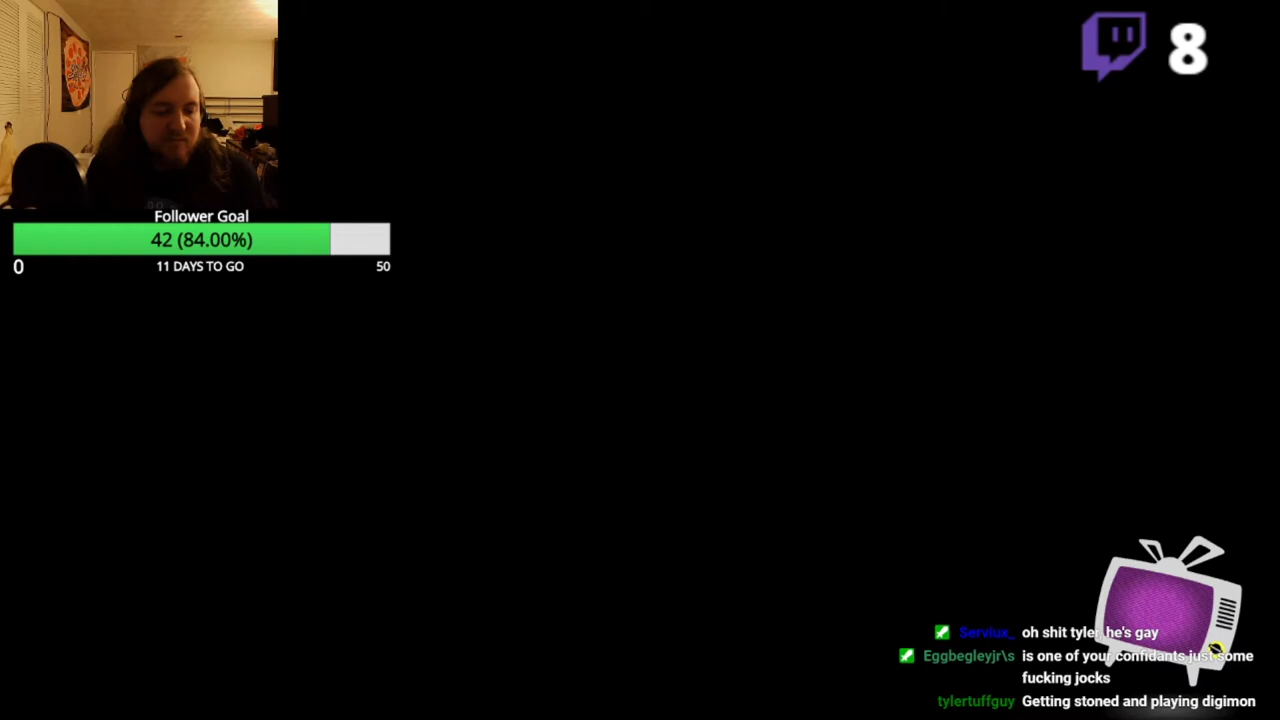 8
Follower Goal
42 (84.00%)
0 11 DAYS TO GO 50
Serviux_ oh shit tyler he's gay
Eggbegleyjr\s is one of your confidants just some
fucking jocks
tylertuffguy Getting stoned and playing digimon